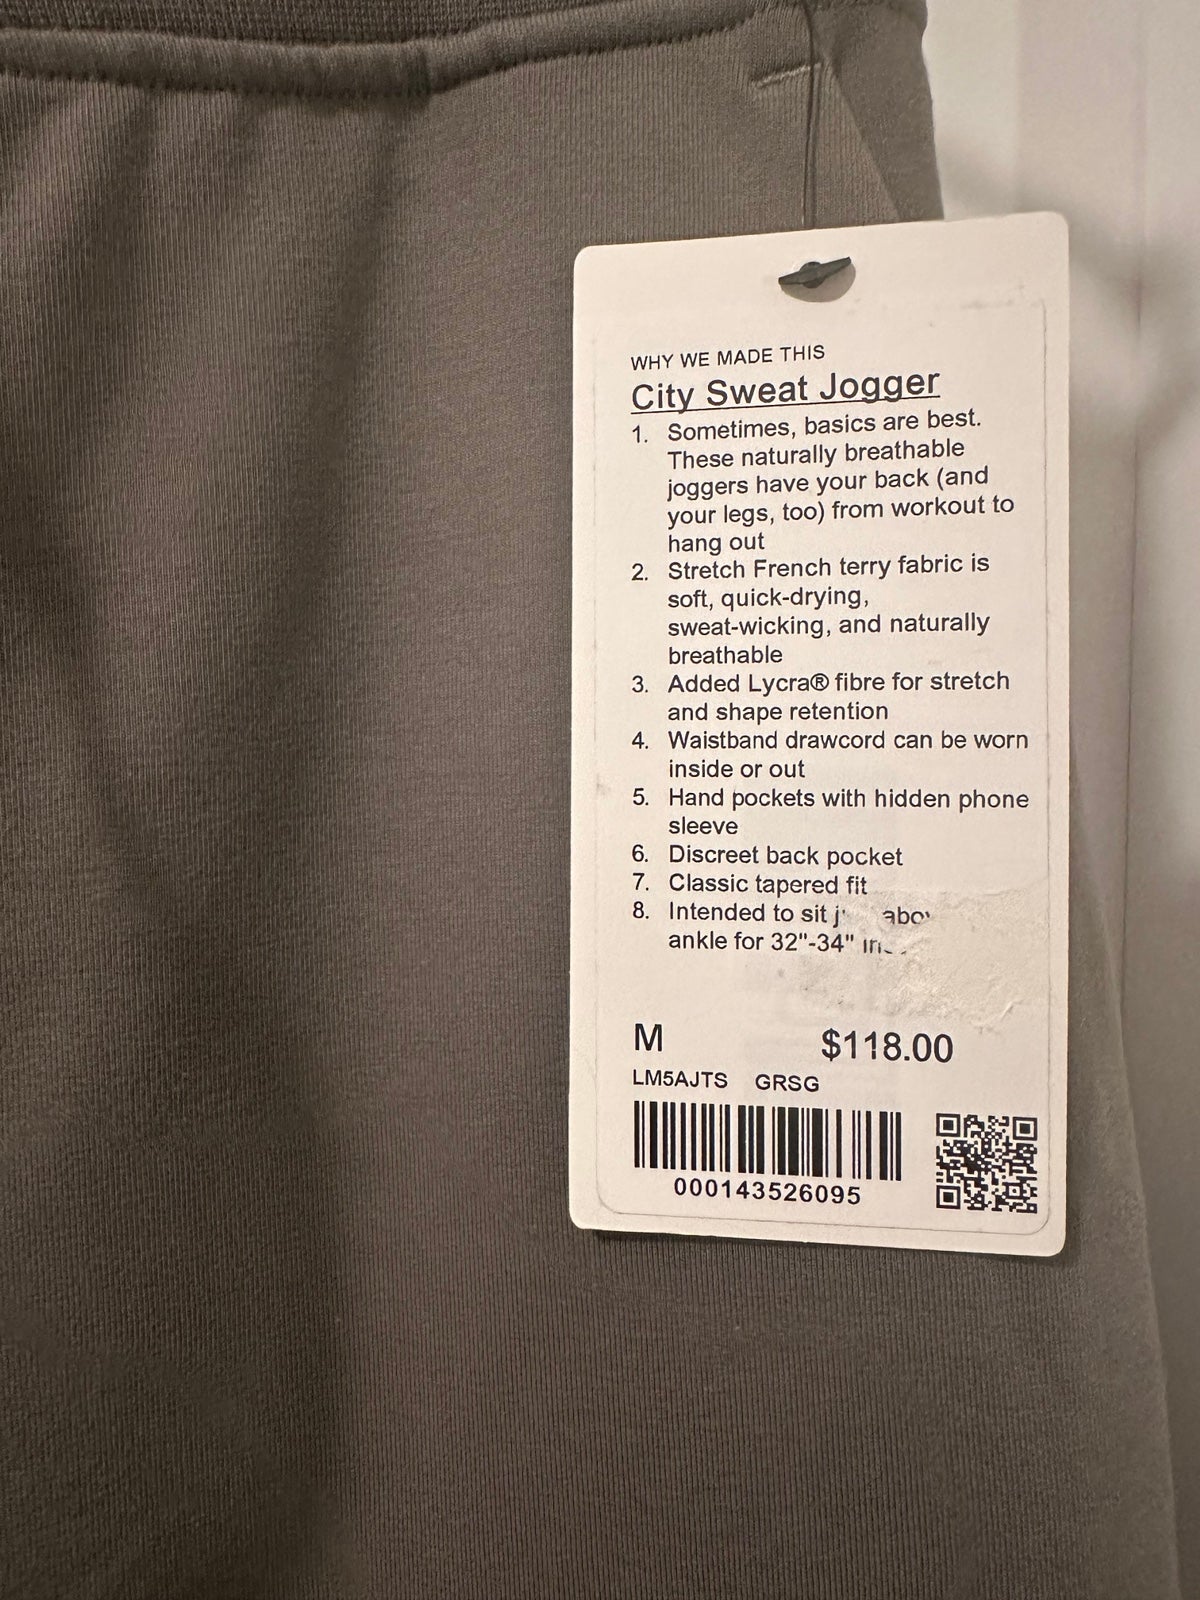 WHY WE MADE THIS
City Sweat Jogger
1. Sometimes, basics are best.
These naturally breathable
joggers have your back (and
your legs, too) from workout to
hang out
2. Stretch French terry fabric is
soft, quick-drying,
sweat-wicking, and naturally
breathable
3. Added Lycra® fibre for stretch
and shape retention
4. Waistband drawcord can be worn
inside or out
5. Hand pockets with hidden phone
sleeve
6. Discreet back pocket
7. Classic tapered fit
8. Intended to sit
ankle for 32"-34"
M $118.00
LM5AJTS GRSG
000143526095